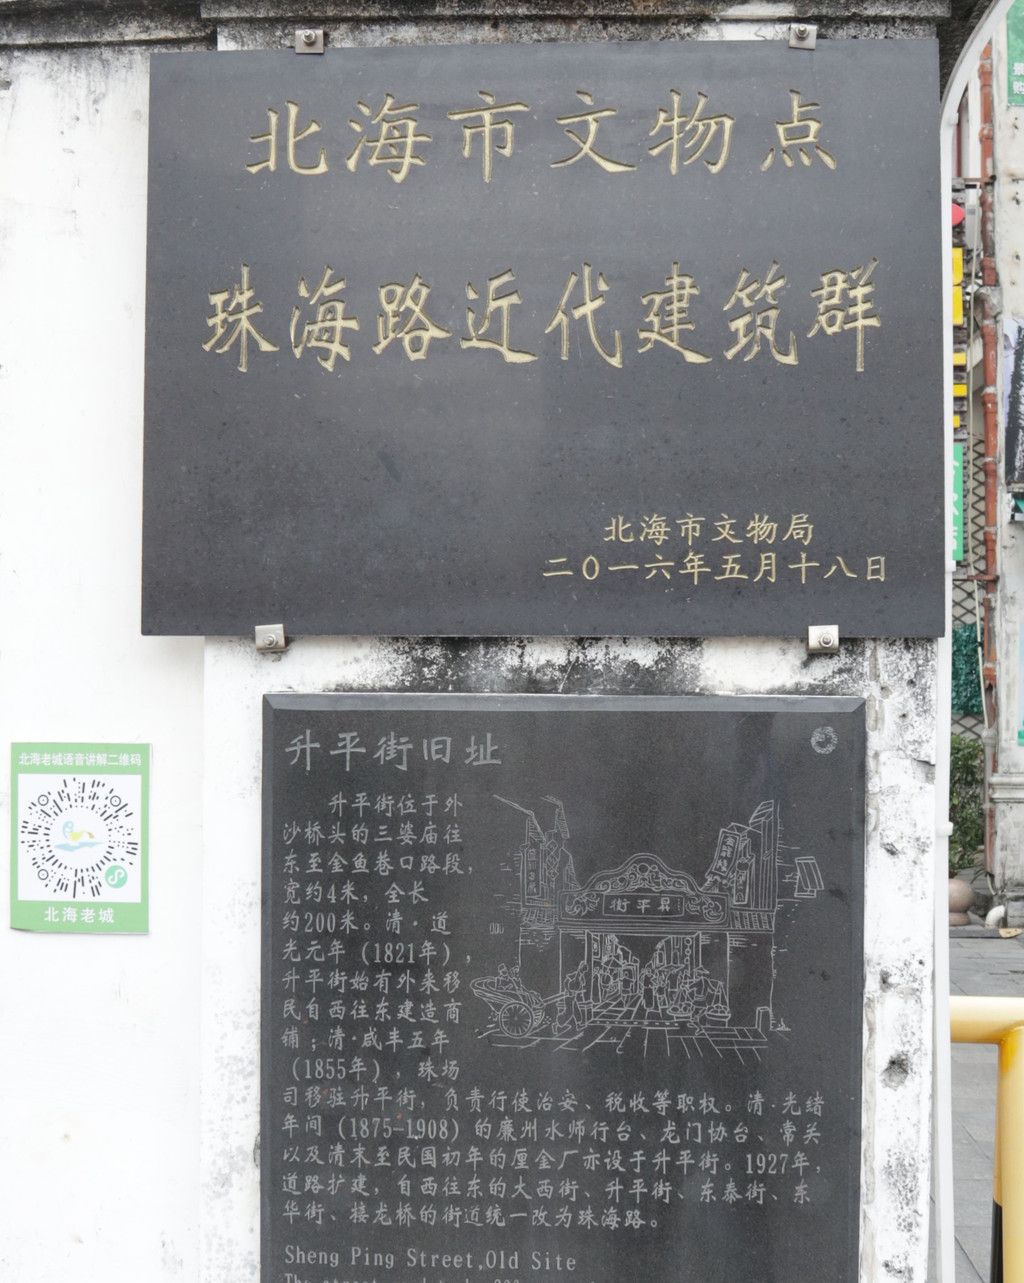 北海市文物点
珠海路近代建筑群
北海市文物局
二〇一六年五月十八日
北海老城语音讲解二维码
北海老城
升平街旧址
升平街位于外
沙桥头的三婆庙往
东至金鱼巷口路段，
宽约4米，全长
约200米。清·道
光元年（1821年），
升平街始有外来移
民自西往东建造商
铺；清·咸丰五年
（1855年），珠场
司移驻升平街，负责行使治安、税收等职权。清·光绪
年间（1875-1908）的廉州水师行台、龙门协台、常关
以及清末至民国初年的厘金厂亦设于升平街。1927年，
道路扩建，自西往东的大西街、升平街、东泰街、东
华街、接龙桥的街道统一改为珠海路。
街平昇
Sheng Ping Street,Old Site